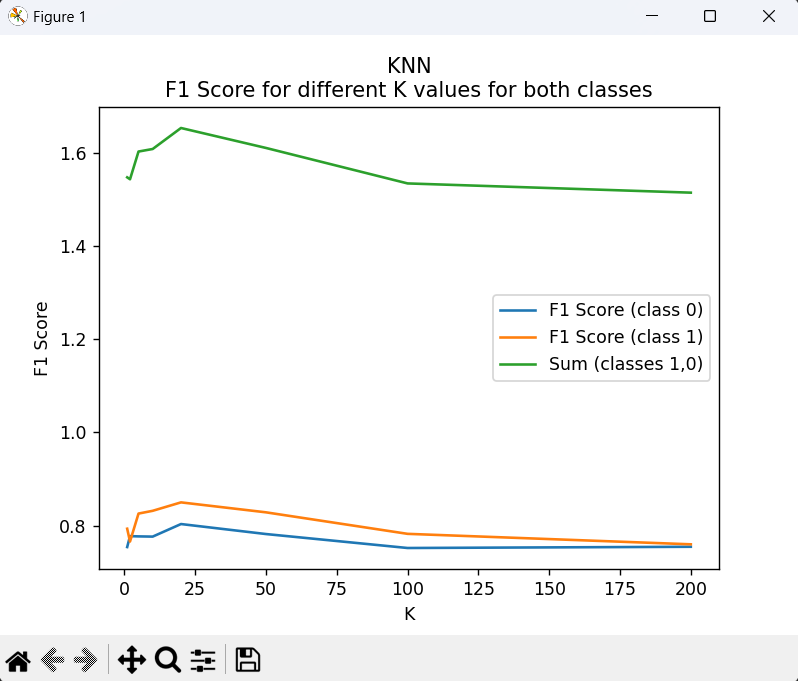 Figure 1
KNN
F1 Score for different K values for both classes
F1 Score
1.6
1.4
1.2
1.0
0.8
F1 Score (class 0)
F1 Score (class 1)
Sum (classes 1,0)
0 25 50 75 100 125 150 175 200
K